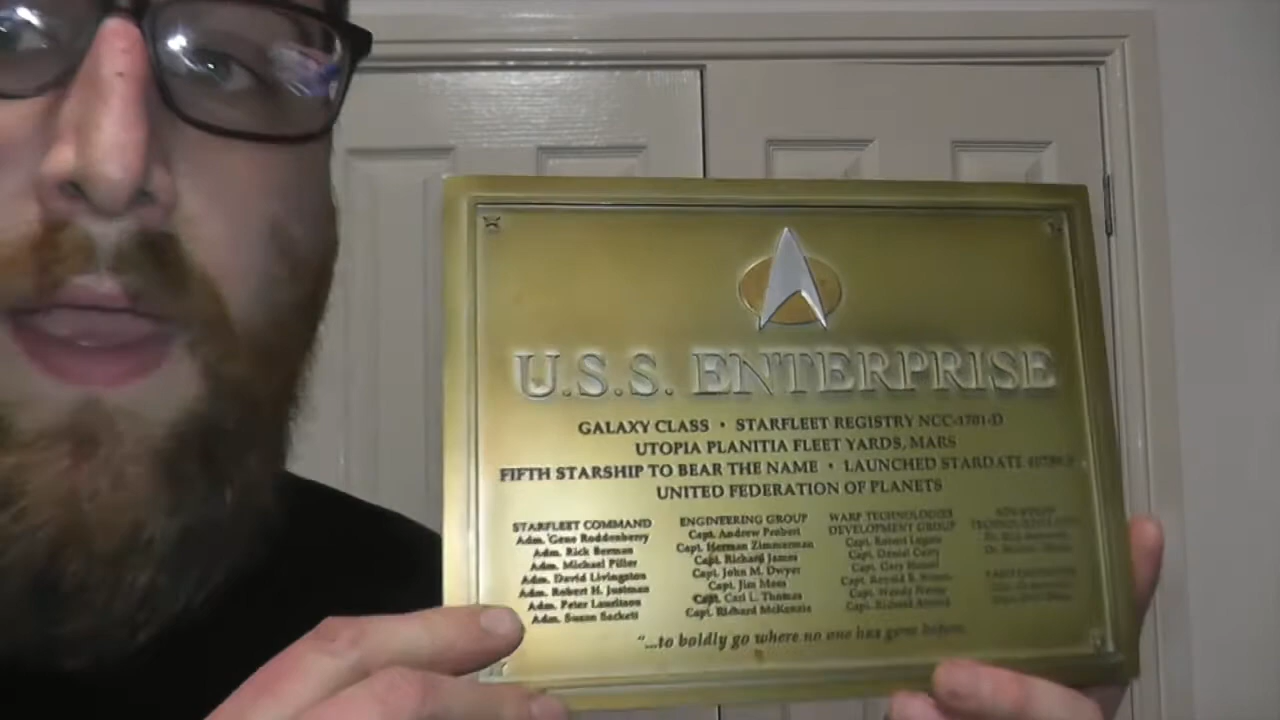 U.S.S. ENTERPRISE
GALAXY CLASS • STARFLEET REGISTRY NCC-1701-D
UTOPIA PLANITIA FLEET YARDS, MARS
FIFTH STARSHIP TO BEAR THE NAME • LAUNCHED STARDATE
UNITED FEDERATION OF PLANETS
STARFLEET COMMAND
Adm. Gene Roddenberry
Adm. Rick Berman
Adm. Michael Piller
Adm. David Livingston
Adm. Robert H. Justman
Adm. Peter Lauritson
Adm. Susan Sackett
ENGINEERING GROUP
Capt. Andrew Probert
Capt. Herman Zimmerman
Capt. Richard James
Capt. John M. Dwyer
Capt. Jim Mees
Capt. Carl L. Thomas
Capt. Richard McKenzie
WARP TECHNOLOGIES
DEVELOPMENT GROUP
Capt. Robert Legato
Capt. Daniel Curry
Capt. Gary Hutzel
Capt. Ronald B.
Capt. Wendy Neuss
Capt. Richard Arnold
"...to boldly go where no one has gone before.